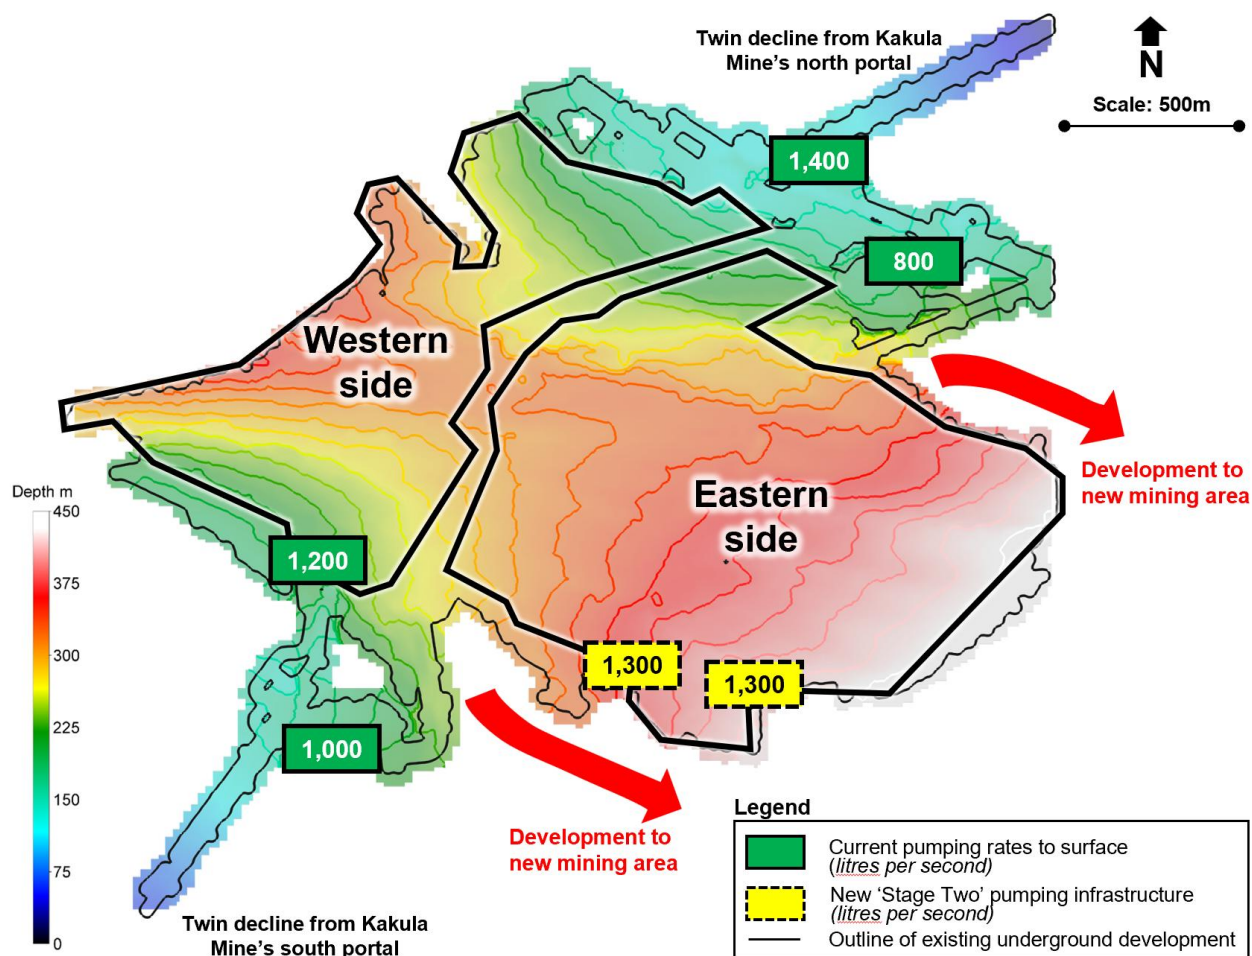 Twin decline from Kakula
Mine's north portal
N
Scale: 500m
1,400
800
Western
side
Development to
new mining area
Eastern
side
Depth m
450
375
300
225
150
75
0
1,200
1,300
1,300
1,000
Development to
new mining area
Twin decline from Kakula
Mine's south portal
Legend
Current pumping rates to surface
(litres per second)
New ‘Stage Two’ pumping infrastructure
(litres per second)
Outline of existing underground development